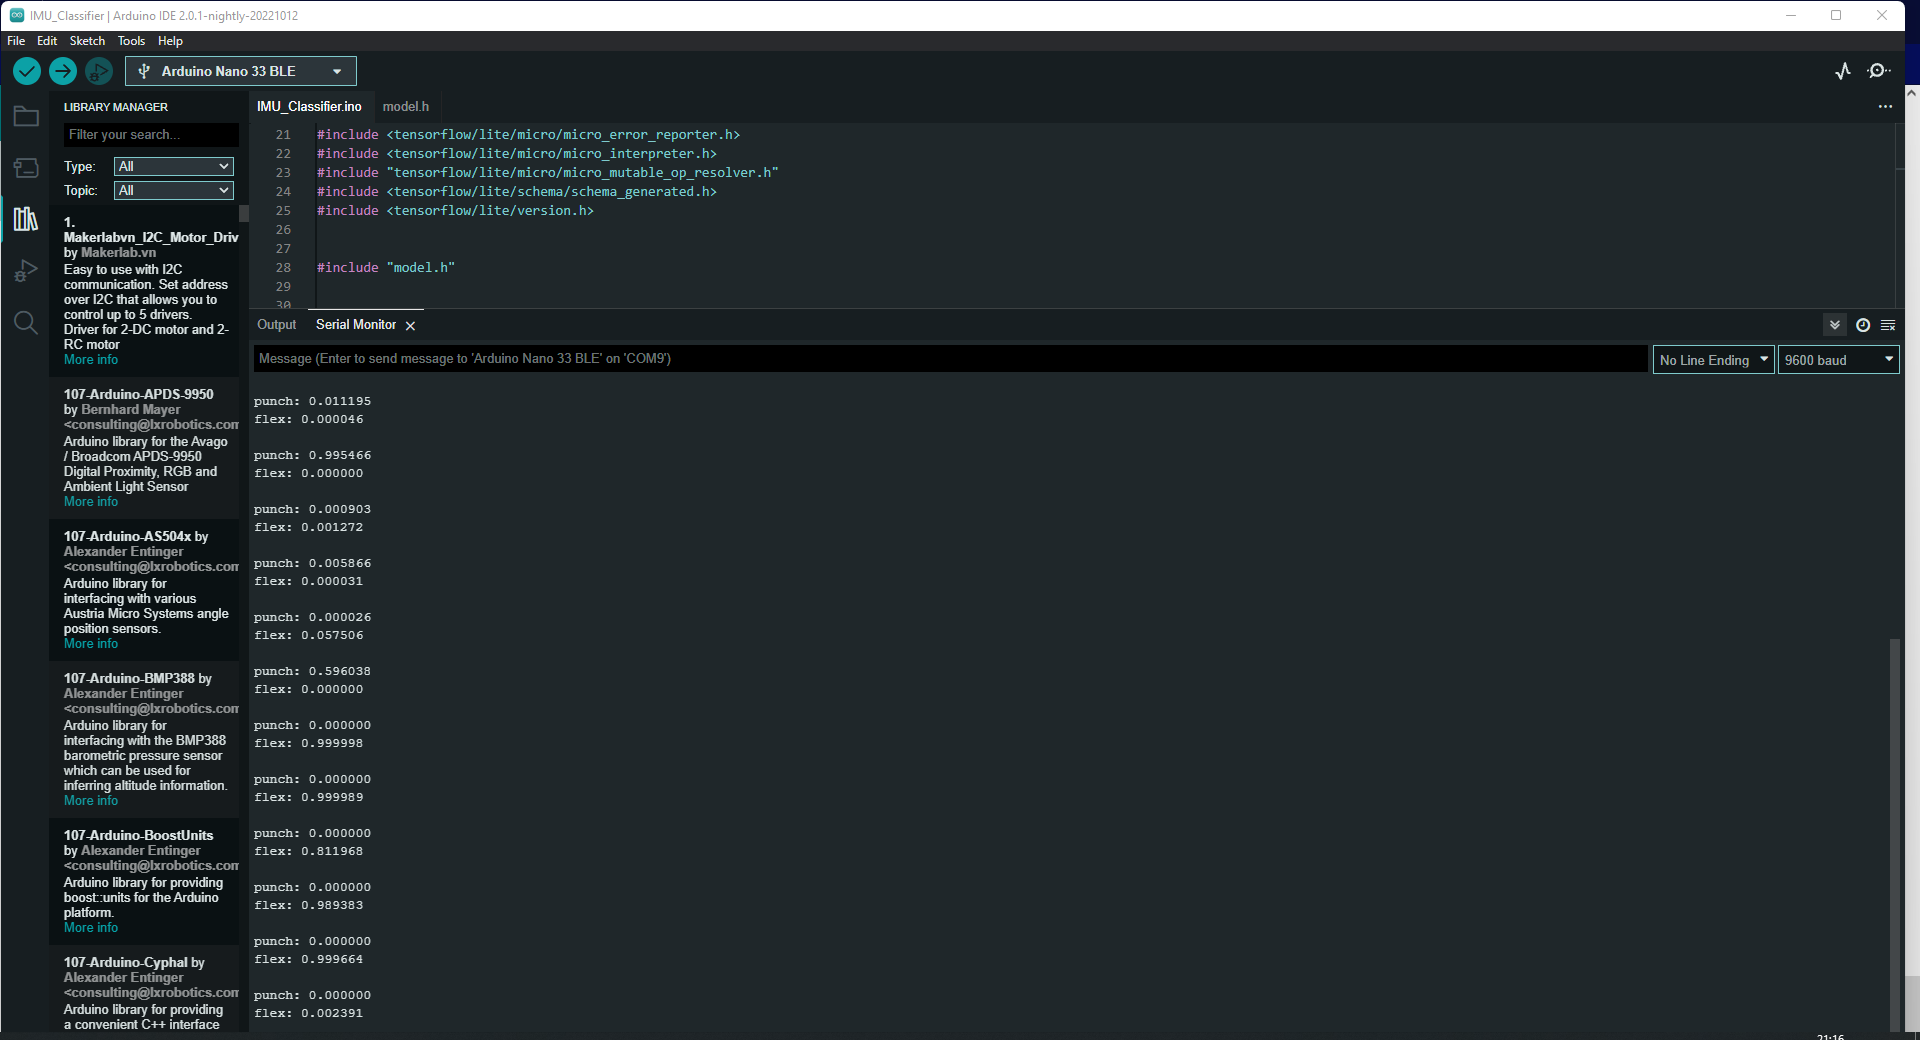 IMU_Classifier | Arduino IDE 2.0.1-nightly-20221012
File Edit Sketch Tools Help
Arduino Nano 33 BLE
LIBRARY MANAGER
Filter your search...
Type: All
Topic: All
1.
Makerlabvn_I2C_Motor_Driv
by Makerlab.vn
Easy to use with I2C
communication. Set address
over I2C that allows you to
control up to 5 drivers.
Driver for 2-DC motor and 2-
RC motor
More info
107-Arduino-APDS-9950
by Bernhard Mayer
<consulting@lxrobotics.com
Arduino library for the Avago
/ Broadcom APDS-9950
Digital Proximity, RGB and
Ambient Light Sensor
More info
107-Arduino-AS504x by
Alexander Entinger
<consulting@lxrobotics.com
Arduino library for
interfacing with various
Austria Micro Systems angle
position sensors.
More info
107-Arduino-BMP388 by
Alexander Entinger
<consulting@lxrobotics.com
Arduino library for
interfacing with the BMP388
barometric pressure sensor
which can be used for
inferring altitude information.
More info
107-Arduino-BoostUnits
by Alexander Entinger
<consulting@lxrobotics.com
Arduino library for providing
boost::units for the Arduino
platform.
More info
107-Arduino-Cyphal by
Alexander Entinger
<consulting@lxrobotics.com
Arduino library for providing
a convenient C++ interface
IMU_Classifier.ino model.h
21 #include <tensorflow/lite/micro/micro_error_reporter.h>
22 #include <tensorflow/lite/micro/micro_interpreter.h>
23 #include "tensorflow/lite/micro/micro_mutable_op_resolver.h"
24 #include <tensorflow/lite/schema/schema_generated.h>
25 #include <tensorflow/lite/version.h>
26
27
28 #include "model.h"
29
30
Output Serial Monitor
Message (Enter to send message to 'Arduino Nano 33 BLE' on 'COM9')
No Line Ending 9600 baud
punch: 0.011195
flex: 0.000046
punch: 0.995466
flex: 0.000000
punch: 0.000903
flex: 0.001272
punch: 0.005866
flex: 0.000031
punch: 0.000026
flex: 0.057506
punch: 0.596038
flex: 0.000000
punch: 0.000000
flex: 0.999998
punch: 0.000000
flex: 0.999989
punch: 0.000000
flex: 0.811968
punch: 0.000000
flex: 0.989383
punch: 0.000000
flex: 0.999664
punch: 0.000000
flex: 0.002391
21:16